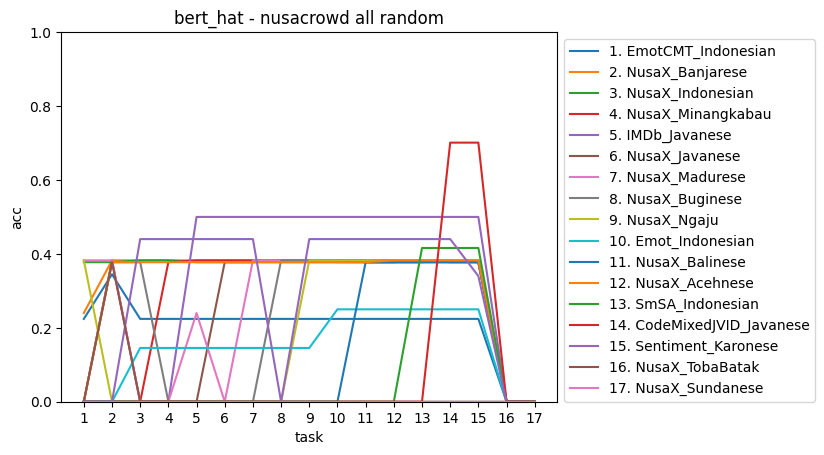 bert_hat - nusacrowd all random
1.0
0.8
0.6
0.4
0.2
0.0
acc
1 2 3 4 5 6 7 8 9 10 11 12 13 14 15 16 17
task
1. EmotCMT_Indonesian
2. NusaX_Banjarese
3. NusaX_Indonesian
4. NusaX_Minangkabau
5. IMDb_Javanese
6. NusaX_Javanese
7. NusaX_Madurese
8. NusaX_Buginese
9. NusaX_Ngaju
10. Emot_Indonesian
11. NusaX_Balinese
12. NusaX_Acehnese
13. SmSA_Indonesian
14. CodeMixedJVID_Javanese
15. Sentiment_Karonese
16. NusaX_TobaBatak
17. NusaX_Sundanese